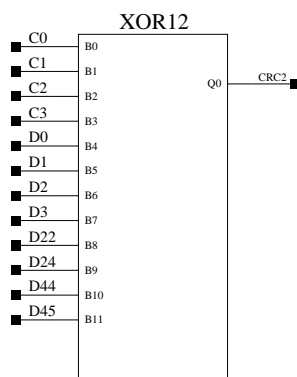 XOR12
C0 B0
C1 B1
Q0 CRC2
C2 B2
C3 B3
D0 B4
D1 B5
D2 B6
D3 B7
D22 B8
D24 B9
D44 B10
D45 B11